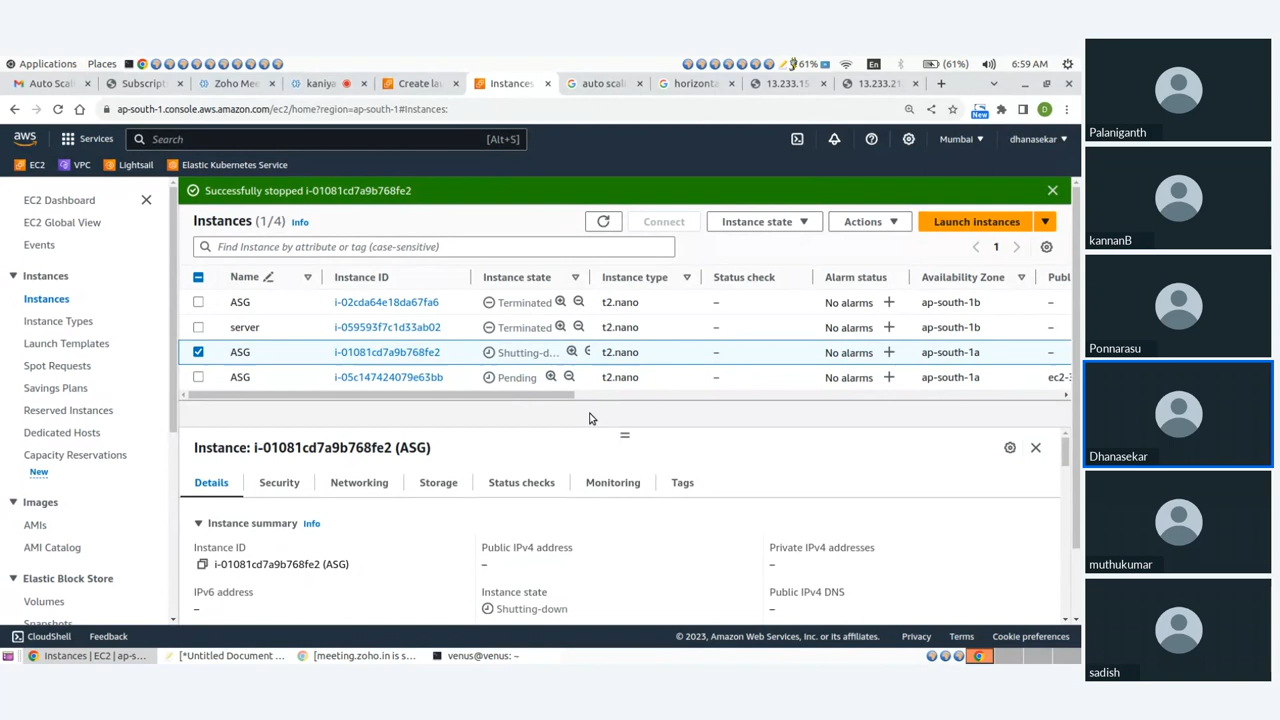 Applications Places 61% En (61%) 6:59 AM
Auto Scali Subscript Zoho Mee kaniya Create lau Instances auto scali horizonta 13.233.15 13.233.21
ap-south-1.console.aws.amazon.com/ec2/home?region=ap-south-1#Instances: New D
aws Services Search [Alt+S] Mumbai dhanasekar
EC2 VPC Lightsail Elastic Kubernetes Service
EC2 Dashboard
EC2 Global View
Events
Instances
Instances
Instance Types
Launch Templates
Spot Requests
Savings Plans
Reserved Instances
Dedicated Hosts
Capacity Reservations
New
Images
AMIs
AMI Catalog
Elastic Block Store
Volumes
Snapshots
Successfully stopped i-01081cd7a9b768fe2
Instances (1/4) Info Connect Instance state Actions Launch instances
Find Instance by attribute or tag (case-sensitive) 1
Name Instance ID Instance state Instance type Status check Alarm status Availability Zone Publ
ASG i-02cda64e18da67fa6 Terminated t2.nano – No alarms + ap-south-1b –
server i-059593f7c1d33ab02 Terminated t2.nano – No alarms + ap-south-1b –
ASG i-01081cd7a9b768fe2 Shutting-d... t2.nano – No alarms + ap-south-1a –
ASG i-05c147424079e63bb Pending t2.nano – No alarms + ap-south-1a ec2-3
Instance: i-01081cd7a9b768fe2 (ASG)
Details Security Networking Storage Status checks Monitoring Tags
Instance summary Info
Instance ID Public IPv4 address Private IPv4 addresses
i-01081cd7a9b768fe2 (ASG) – –
IPv6 address Instance state Public IPv4 DNS
– Shutting-down –
CloudShell Feedback © 2023, Amazon Web Services, Inc. or its affiliates. Privacy Terms Cookie preferences
Instances | EC2 | ap-s... [*Untitled Document ... [meeting.zoho.in is s... venus@venus: ~
Palaniganth
kannanB
Ponnarasu
Dhanasekar
muthukumar
sadish